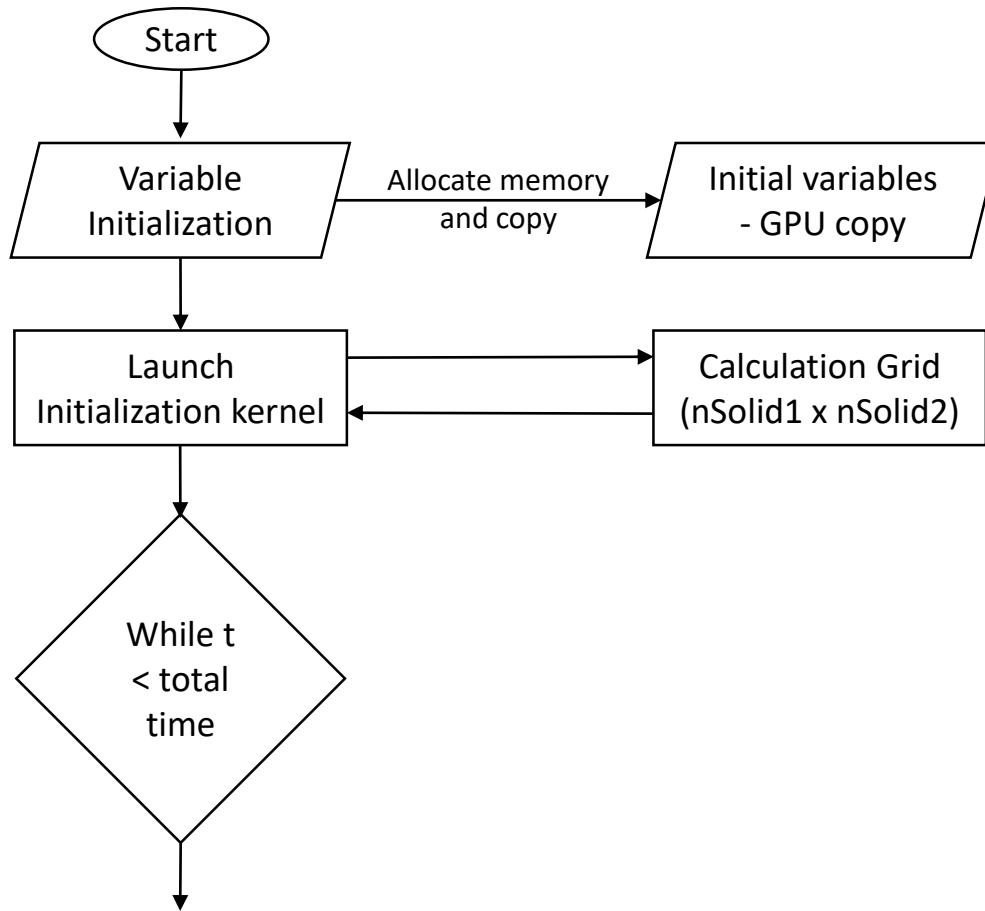 Start
Variable
Initialization
Allocate memory
and copy
Initial variables
- GPU copy
Launch
Initialization kernel
Calculation Grid
(nSolid1 x nSolid2)
While t
< total
time